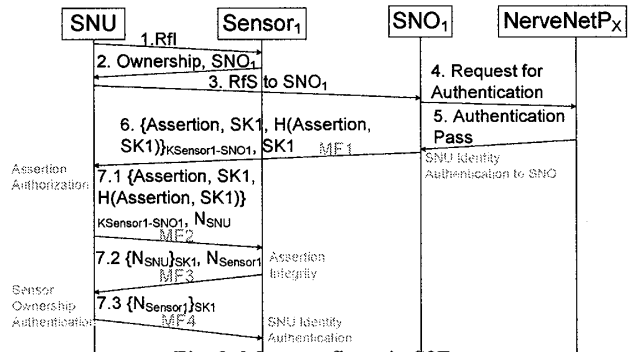 SNU
Sensor1
SNO1
NerveNetPX
1.RfI
2. Ownership, SNO1
3. RfS to SNO1
4. Request for
Authentication
5. Authentication
Pass
6. {Assertion, SK1, H(Assertion,
SK1)}KSensor1-SNO1, SK1
MF1
SNU Identity
Authentication to SNO
Assertion
Authorization
7.1 {Assertion, SK1,
H(Assertion, SK1)}
KSensor1-SNO1, NSNU
MF2
7.2 {NSNU}SK1, NSensor1
MF3
Assertion
Integrity
Sensor
Ownership
Authentication
7.3 {NSensor1}SK1
MF4
SNU Identity
Authentication